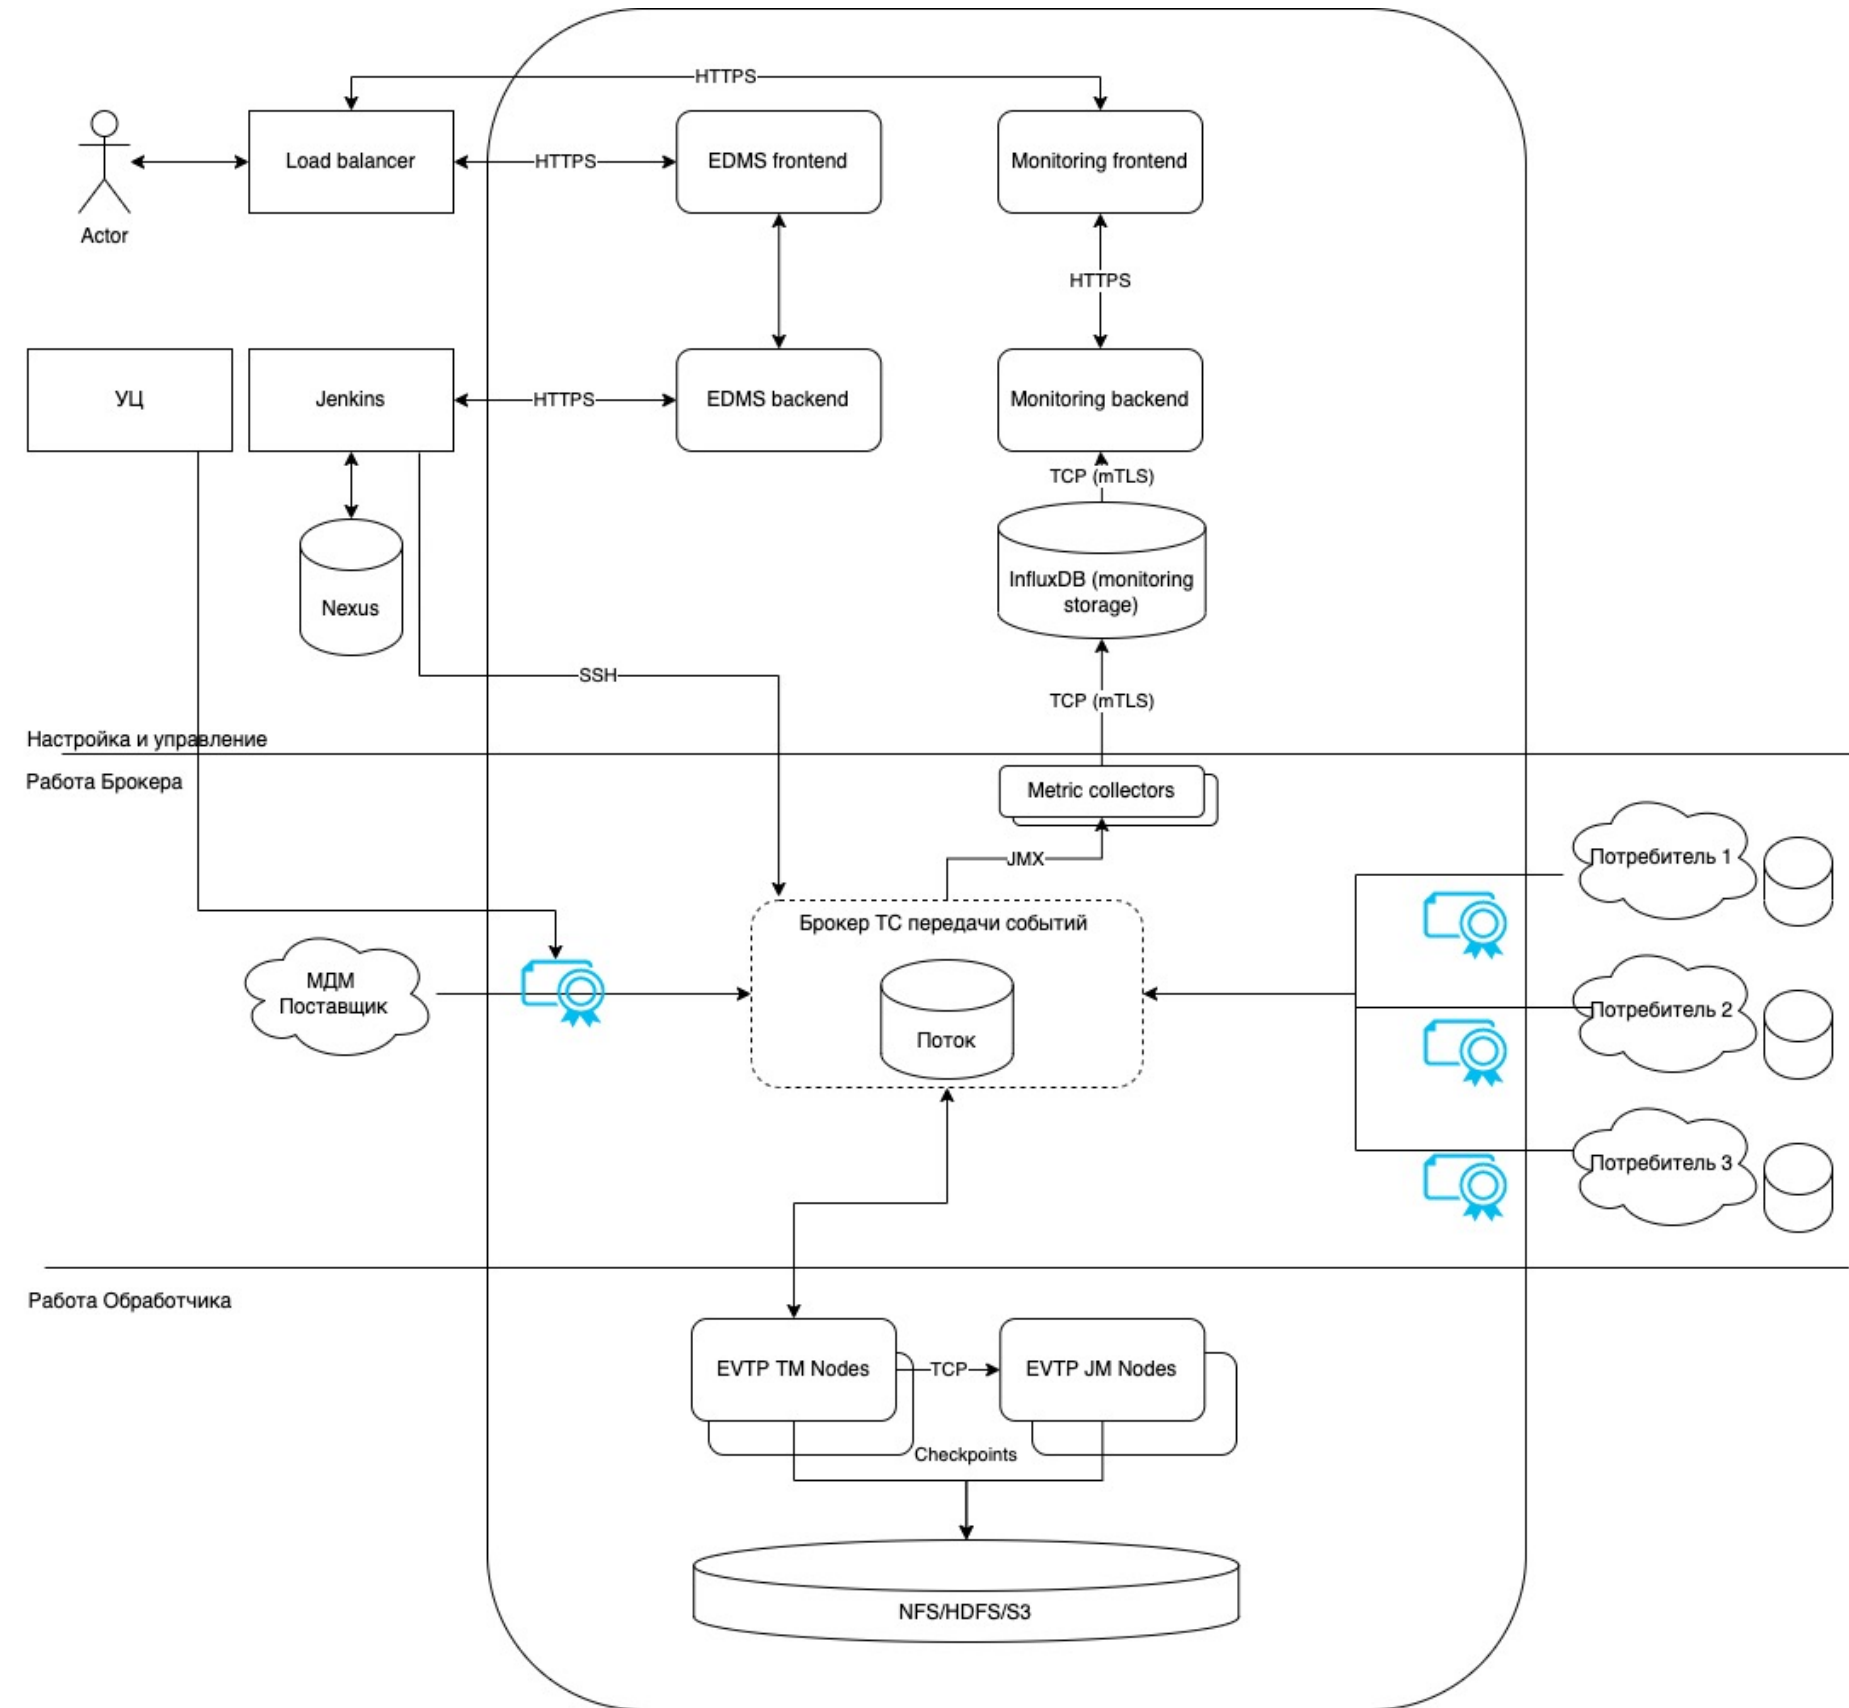 HTTPS
Load balancer
HTTPS
EDMS frontend
Monitoring frontend
Actor
HTTPS
УЦ
Jenkins
HTTPS
EDMS backend
Monitoring backend
TCP (mTLS)
InfluxDB (monitoring
storage)
Nexus
SSH
TCP (mTLS)
Настройка и управление
Работа Брокера
Metric collectors
JMX
Потребитель 1
Брокер ТС передачи событий
МДМ
Поставщик
Поток
Потребитель 2
Потребитель 3
Работа Обработчика
EVTP TM Nodes
TCP
EVTP JM Nodes
Checkpoints
NFS/HDFS/S3